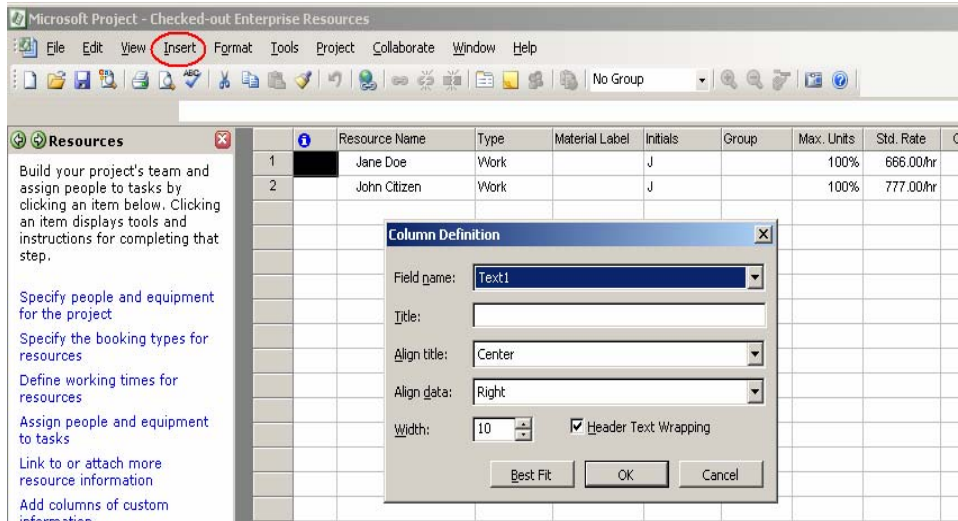 Microsoft Project - Checked-out Enterprise Resources
File Edit View Insert Format Tools Project Collaborate Window Help
ABC No Group
Resources
Build your project's team and
assign people to tasks by
clicking an item below. Clicking
an item displays tools and
instructions for completing that
step.
Specify people and equipment
for the project
Specify the booking types for
resources
Define working times for
resources
Assign people and equipment
to tasks
Link to or attach more
resource information
Add columns of custom
information
Resource Name Type Material Label Initials Group Max. Units Std. Rate
1 Jane Doe Work J 100% 666.00/hr
2 John Citizen Work J 100% 777.00/hr
Column Definition
Field name: Text1
Title:
Align title: Center
Align data: Right
Width: 10 Header Text Wrapping
Best Fit OK Cancel